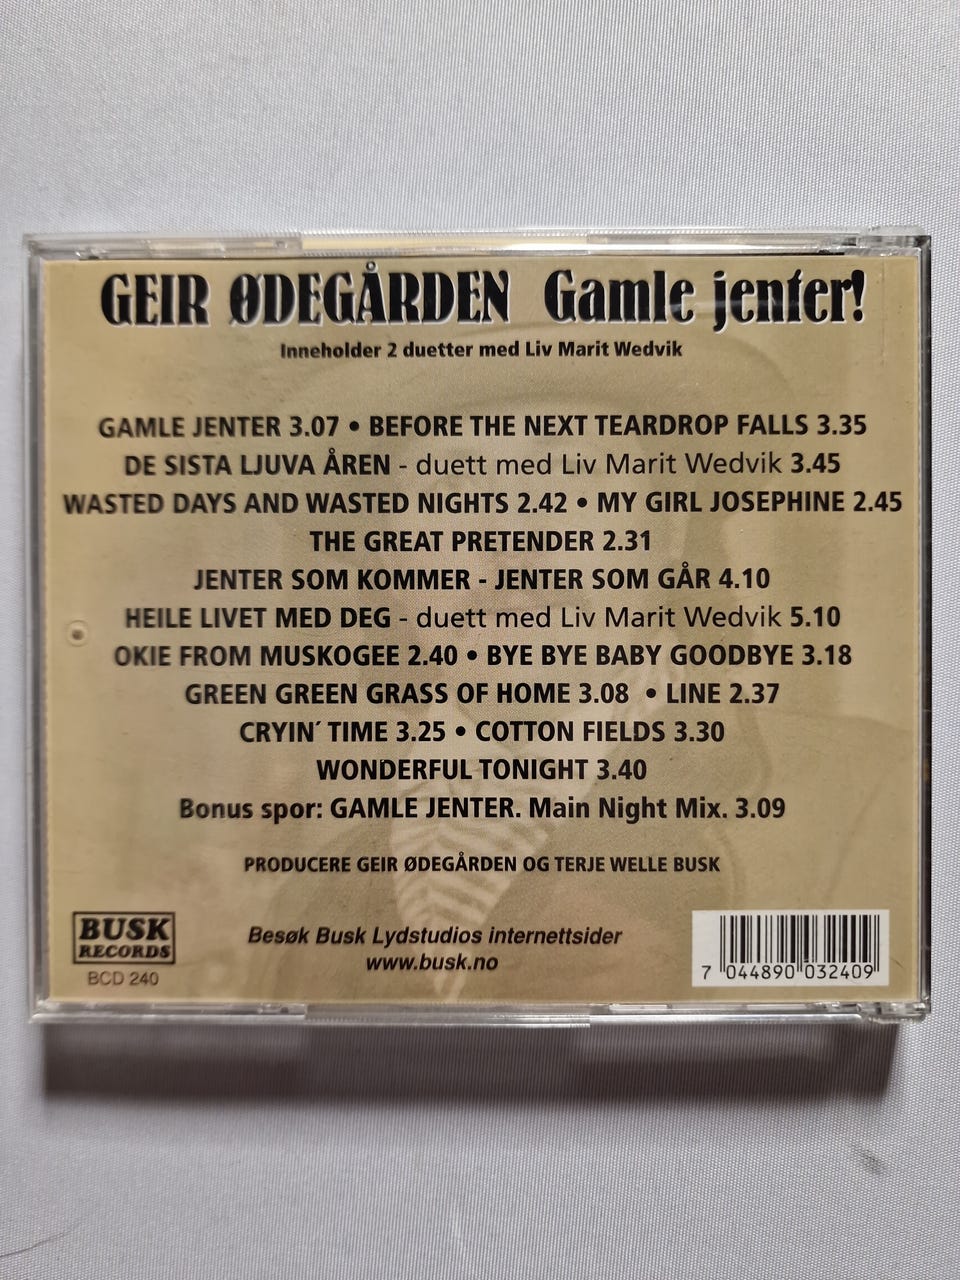 GEIR ØDEGÅRDEN Gamle jenter!
Inneholder 2 duetter med Liv Marit Wedvik
GAMLE JENTER 3.07 • BEFORE THE NEXT TEARDROP FALLS 3.35
DE SISTA LJUVA ÅREN - duett med Liv Marit Wedvik 3.45
WASTED DAYS AND WASTED NIGHTS 2.42 • MY GIRL JOSEPHINE 2.45
THE GREAT PRETENDER 2.31
JENTER SOM KOMMER - JENTER SOM GÅR 4.10
HEILE LIVET MED DEG - duett med Liv Marit Wedvik 5.10
OKIE FROM MUSKOGEE 2.40 • BYE BYE BABY GOODBYE 3.18
GREEN GREEN GRASS OF HOME 3.08 • LINE 2.37
CRYIN´ TIME 3.25 • COTTON FIELDS 3.30
WONDERFUL TONIGHT 3.40
Bonus spor: GAMLE JENTER. Main Night Mix. 3.09
PRODUCERE GEIR ØDEGÅRDEN OG TERJE WELLE BUSK
BUSK
RECORDS
BCD 240
Besøk Busk Lydstudios internettsider
www.busk.no
7 044890 032409